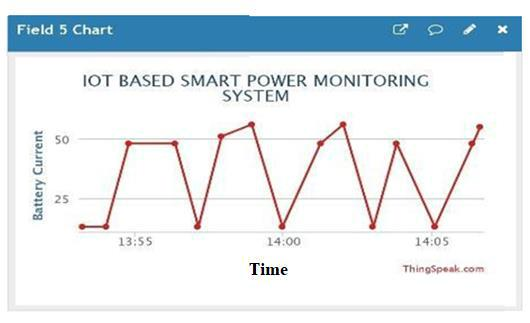 Field 5 Chart
IOT BASED SMART POWER MONITORING
SYSTEM
Battery Current
50
25
13:55
14:00
14:05
Time
ThingSpeak.com